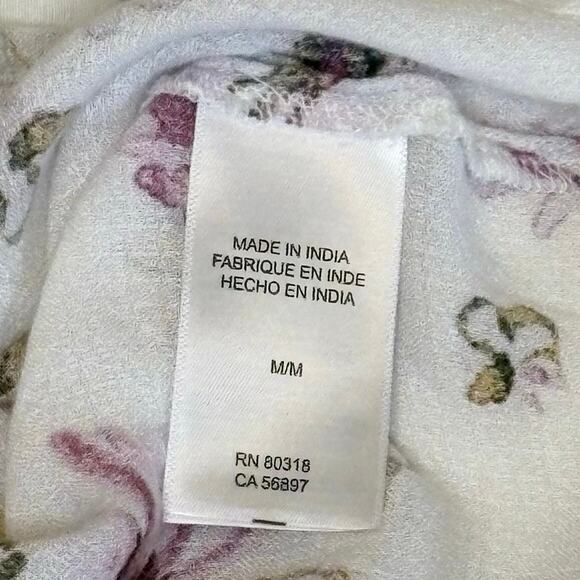 MADE IN INDIA
FABRIQUE EN INDE
HECHO EN INDIA
M/M
RN 80318
CA 56897